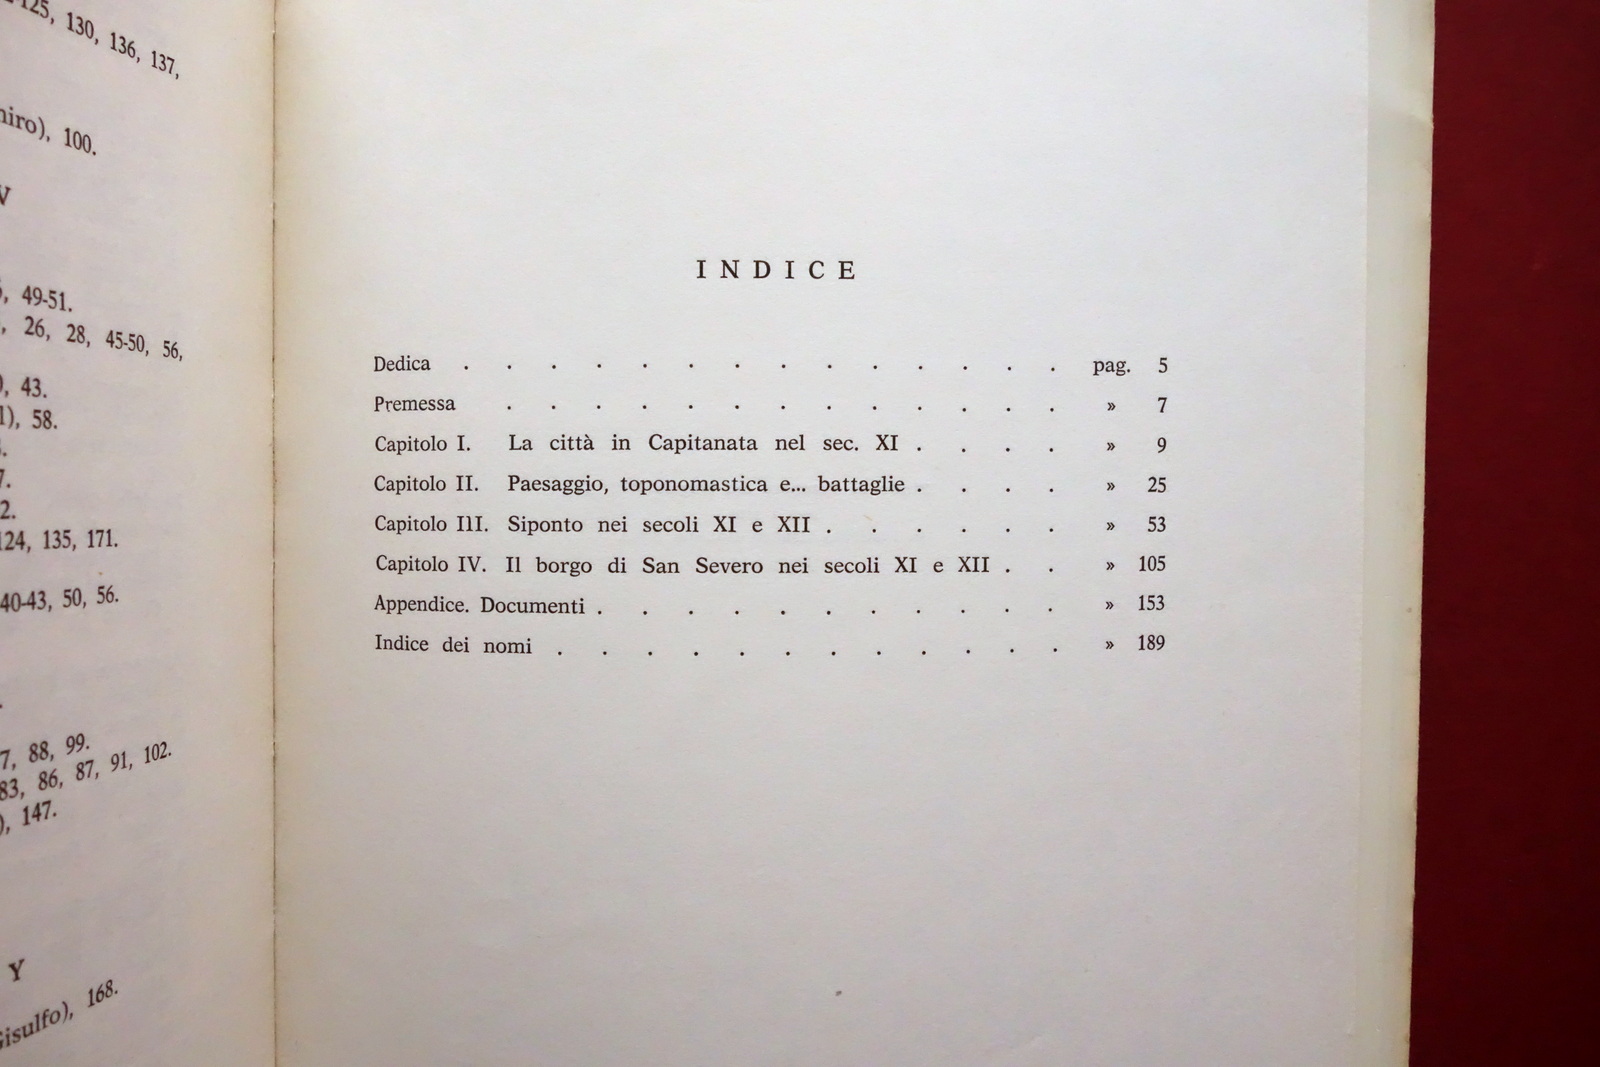 130, 136, 137,
100.
49-51.
26, 28, 45-50, 56,
43.
58.
124, 135, 171.
40-43, 50, 56.
88, 99.
83, 86, 87, 91, 102.
147.
Y
168.
INDICE
Dedica . . . . . . . . . . . . . . pag. 5
Premessa . . . . . . . . . . . . . » 7
Capitolo I. La città in Capitanata nel sec. XI . . . . » 9
Capitolo II. Paesaggio, toponomastica e... battaglie . . . . » 25
Capitolo III. Siponto nei secoli XI e XII . . . . . . » 53
Capitolo IV. Il borgo di San Severo nei secoli XI e XII . . » 105
Appendice. Documenti . . . . . . . . . . . » 153
Indice dei nomi . . . . . . . . . . . . » 189